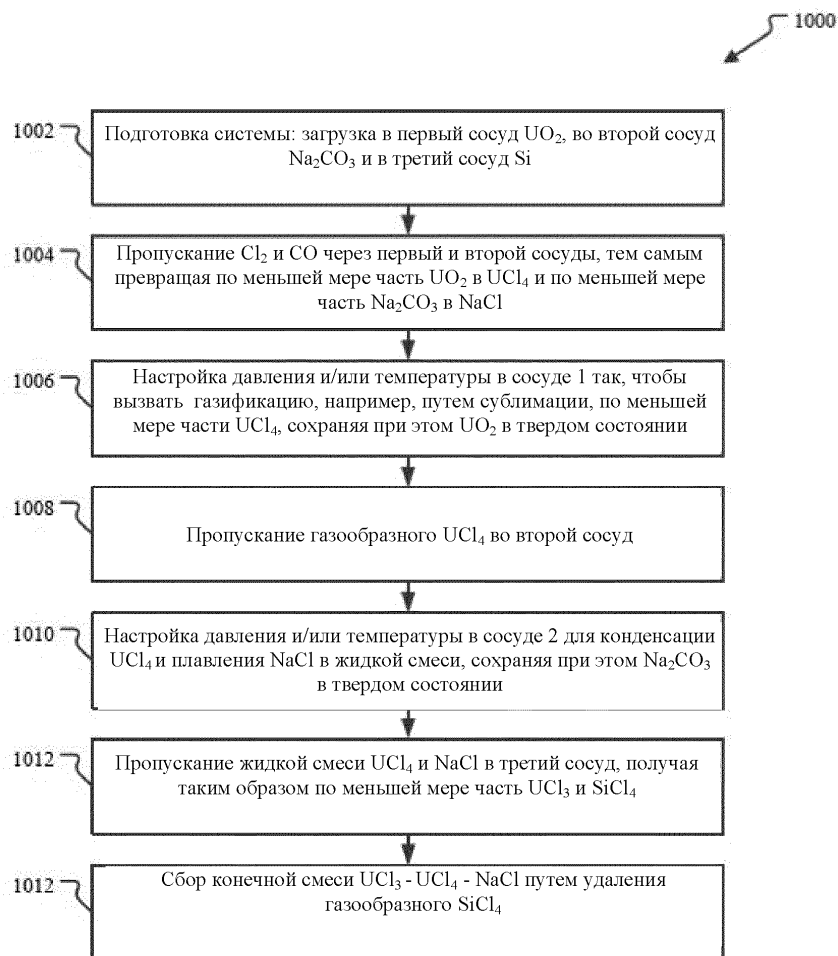 1000
1002
Подготовка системы: загрузка в первый сосуд UO₂, во второй сосуд
Na₂CO₃ и в третий сосуд Si
1004
Пропускание Cl₂ и CO через первый и второй сосуды, тем самым
превращая по меньшей мере часть UO₂ в UCl₄ и по меньшей мере
часть Na₂CO₃ в NaCl
1006
Настройка давления и/или температуры в сосуде 1 так, чтобы
вызвать газификацию, например, путем сублимации, по меньшей
мере части UCl₄, сохраняя при этом UO₂ в твердом состоянии
1008
Пропускание газообразного UCl₄ во второй сосуд
1010
Настройка давления и/или температуры в сосуде 2 для конденсации
UCl₄ и плавления NaCl в жидкой смеси, сохраняя при этом Na₂CO₃
в твердом состоянии
1012
Пропускание жидкой смеси UCl₄ и NaCl в третий сосуд, получая
таким образом по меньшей мере часть UCl₃ и SiCl₄
1012
Сбор конечной смеси UCl₃ - UCl₄ - NaCl путем удаления
газообразного SiCl₄